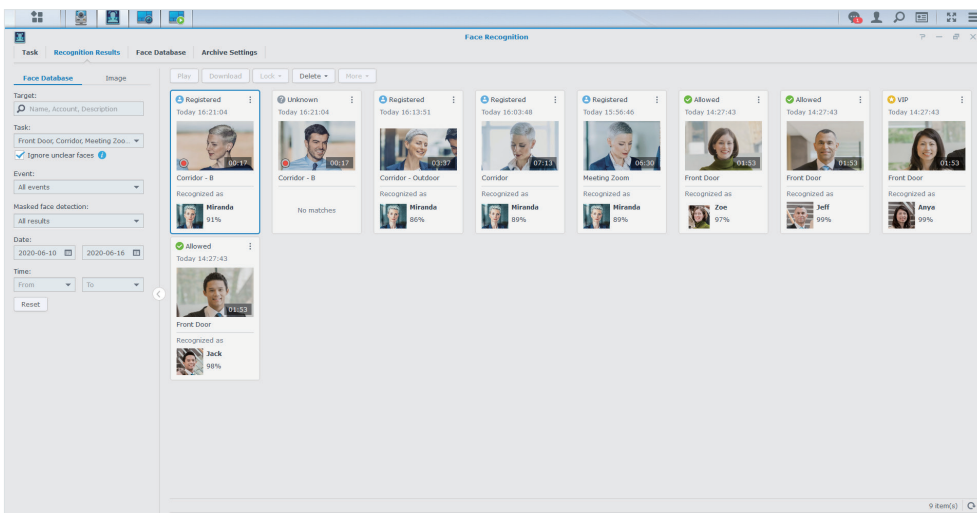 Face Recognition
Task Recognition Results Face Database Archive Settings
Face Database Image
Target:
Name, Account, Description
Task:
Front Door, Corridor, Meeting Zoo...
Ignore unclear faces
Event:
All events
Masked face detection:
All results
Date:
2020-06-10 2020-06-16
Time:
From To
Reset
Play Download Lock Delete More
Registered
Today 16:21:04
00:17
Corridor - B
Recognized as
Miranda
91%
Unknown
Today 16:21:04
00:17
Corridor - B
No matches
Registered
Today 16:13:51
03:37
Corridor - Outdoor
Recognized as
Miranda
86%
Registered
Today 16:03:48
07:13
Corridor
Recognized as
Miranda
89%
Registered
Today 15:56:46
06:30
Meeting Zoom
Recognized as
Miranda
89%
Allowed
Today 14:27:43
01:53
Front Door
Recognized as
Zoe
97%
Allowed
Today 14:27:43
01:53
Front Door
Recognized as
Jeff
99%
VIP
Today 14:27:43
01:53
Front Door
Recognized as
Anya
99%
Allowed
Today 14:27:43
01:53
Front Door
Recognized as
Jack
98%
9 item(s)